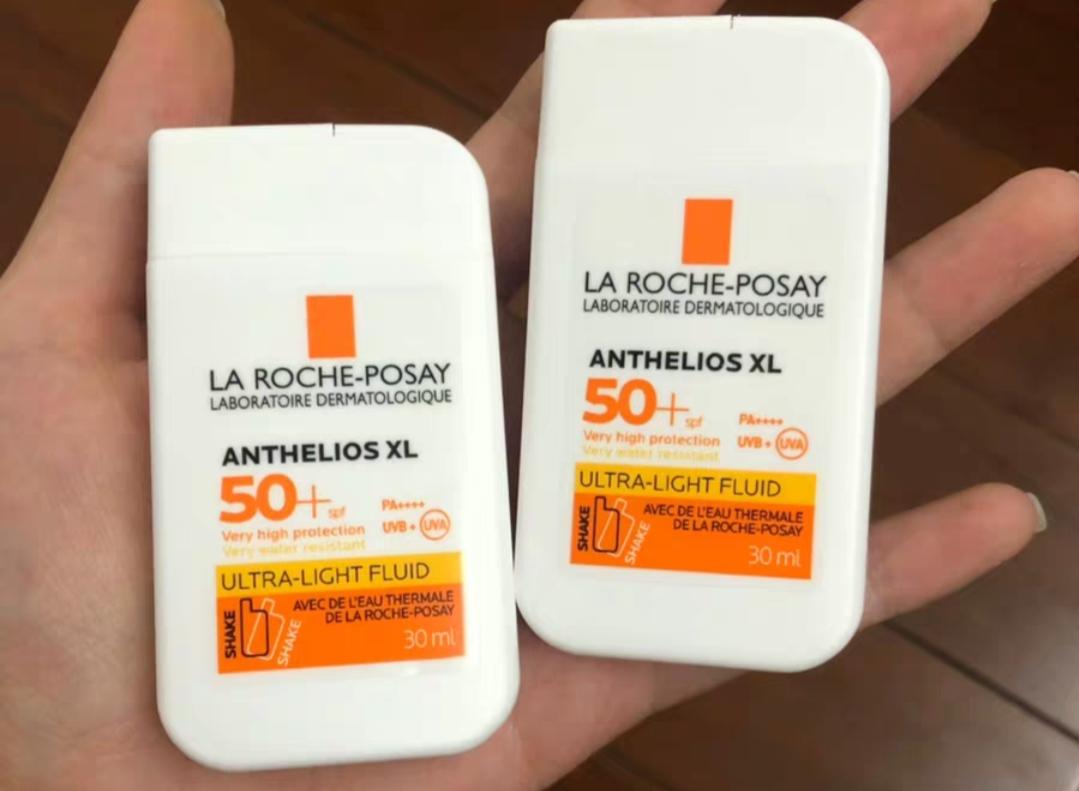 LA ROCHE-POSAY
LABORATOIRE DERMATOLOGIQUE
ANTHELIOS XL
50+ spf
PA++++
Very high protection
UVB + UVA
Very water resistant
ULTRA-LIGHT FLUID
SHAKE
SHAKE
AVEC DE L'EAU THERMALE
DE LA ROCHE-POSAY
30 ml
LA ROCHE-POSAY
LABORATOIRE DERMATOLOGIQUE
ANTHELIOS XL
50+ spf
PA++++
Very high protection
UVB + UVA
Very water resistant
ULTRA-LIGHT FLUID
SHAKE
SHAKE
AVEC DE L'EAU THERMALE
DE LA ROCHE-POSAY
30 ml